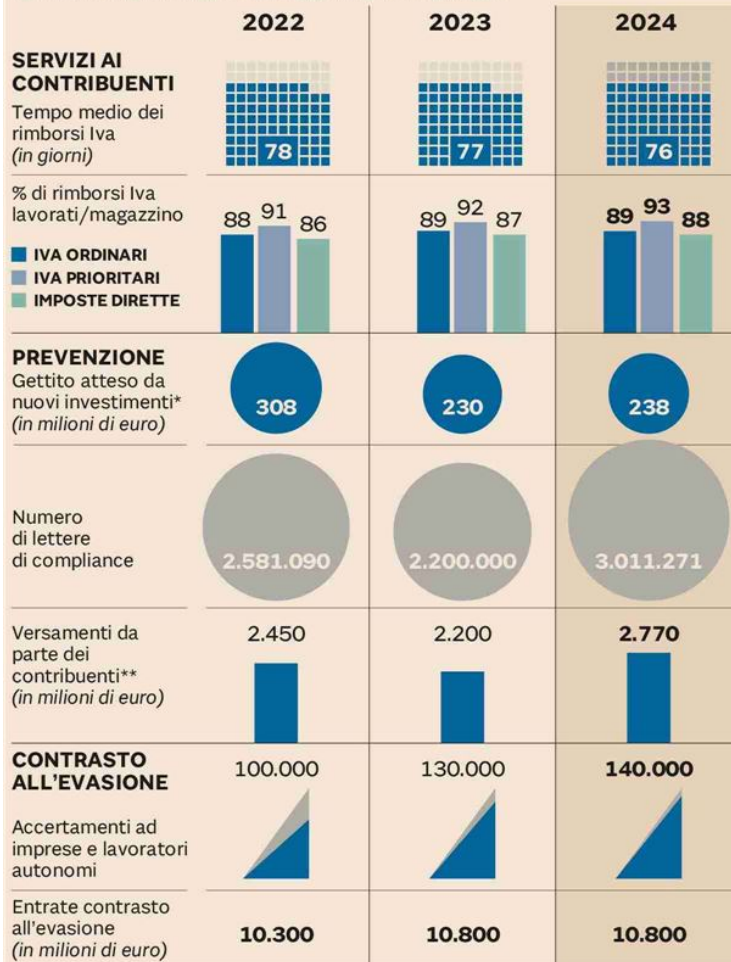 2022 2023 2024
SERVIZI AI
CONTRIBUENTI
Tempo medio dei
rimborsi Iva
(in giorni)
78 77 76
% di rimborsi Iva
lavorati/magazzino
IVA ORDINARI
IVA PRIORITARI
IMPOSTE DIRETTE
88 91 86 89 92 87 89 93 88
PREVENZIONE
Gettito atteso da
nuovi investimenti*
(in milioni di euro)
308 230 238
Numero
di lettere
di compliance
2.581.090 2.200.000 3.011.271
Versamenti da
parte dei
contribuenti**
(in milioni di euro)
2.450 2.200 2.770
CONTRASTO
ALL'EVASIONE
Accertamenti ad
imprese e lavoratori
autonomi
100.000 130.000 140.000
Entrate contrasto
all'evasione
(in milioni di euro)
10.300 10.800 10.800